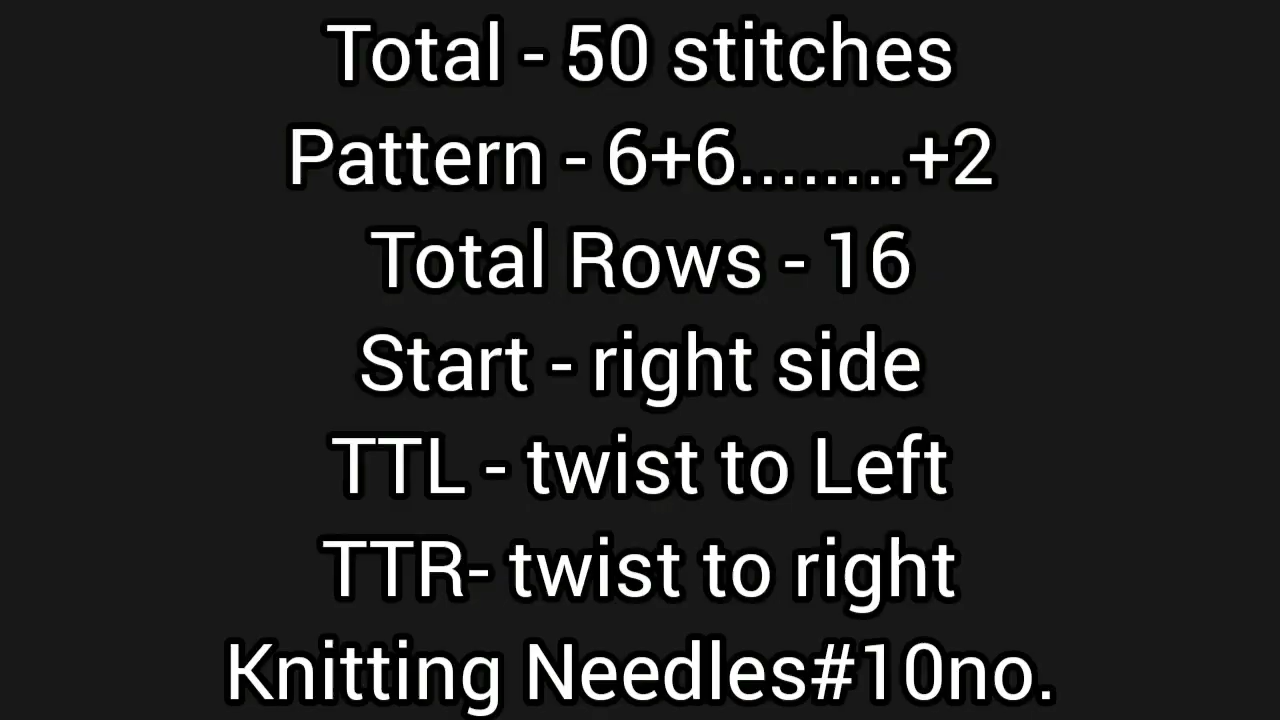 Total - 50 stitches
Pattern - 6+6........+2
Total Rows - 16
Start - right side
TTL - twist to Left
TTR- twist to right
Knitting Needles#10no.